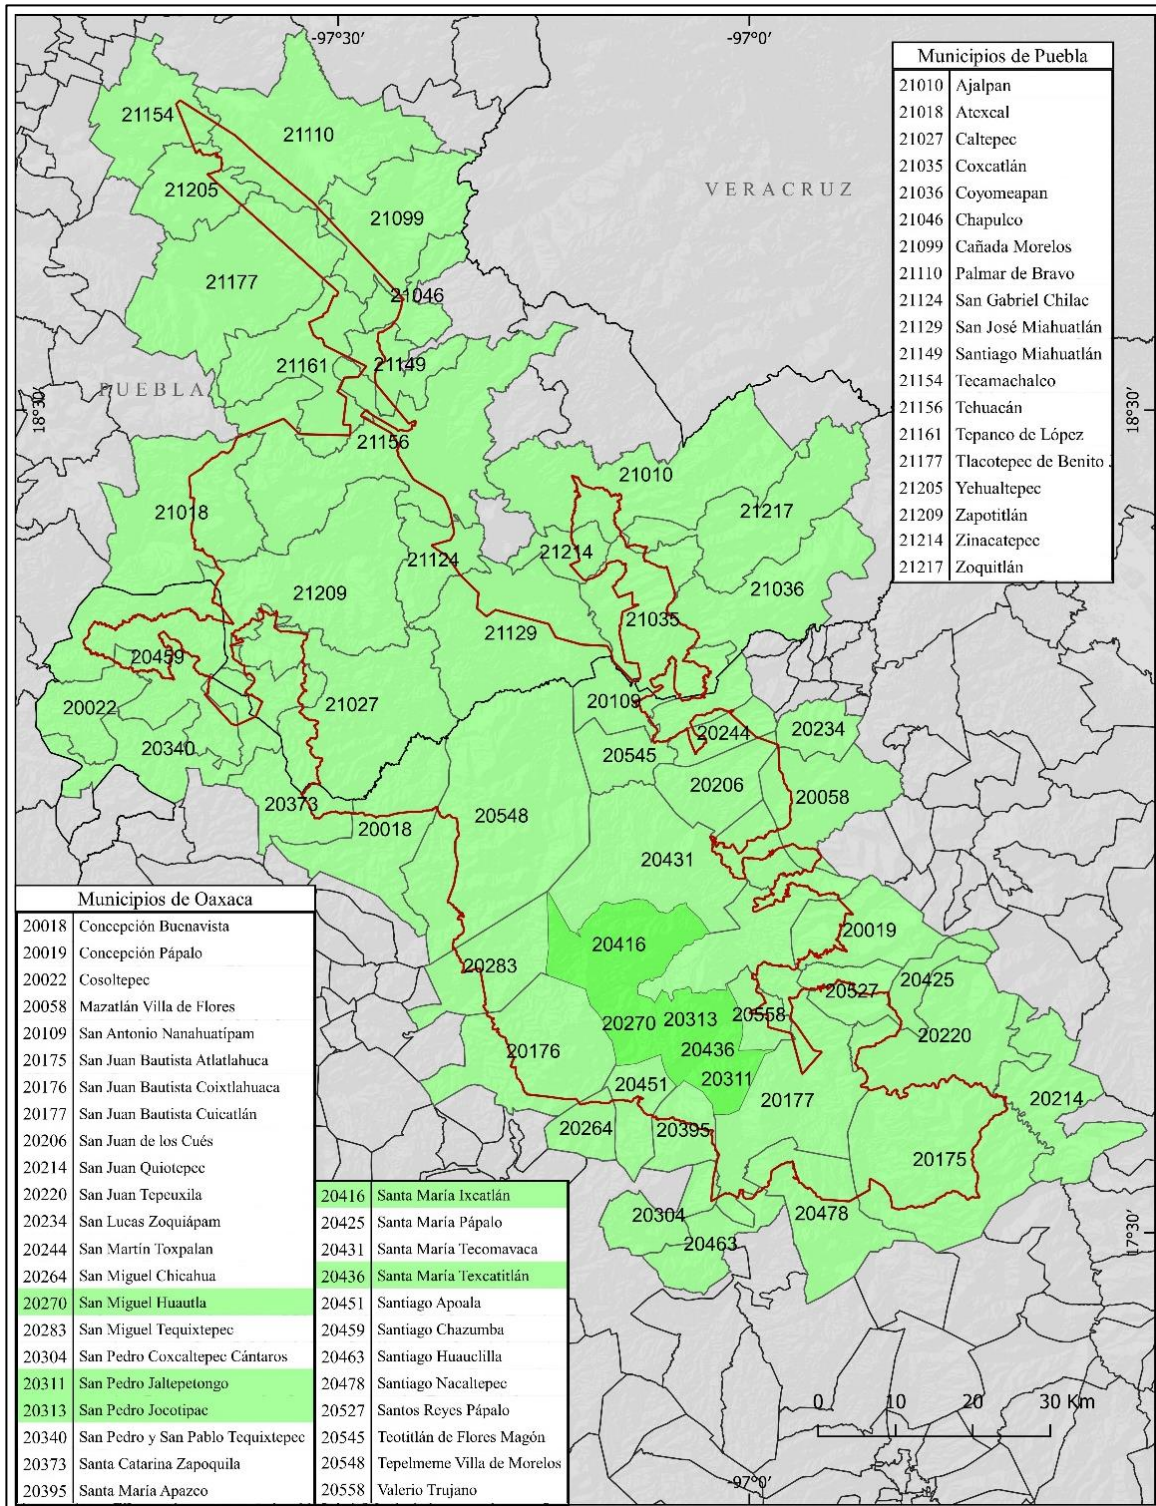 -97°30'
-97°0'
Municipios de Puebla
21010 Ajalpan
21018 Atexcal
21027 Caltepec
21035 Coxcatlán
21036 Coyomeapan
21046 Chapulco
21099 Cañada Morelos
21110 Palmar de Bravo
21124 San Gabriel Chilac
21129 San José Miahuatlán
21149 Santiago Miahuatlán
21154 Tecamachalco
21156 Tehuacán
21161 Tepanco de López
21177 Tlacotepec de Benito
21205 Yehualtepec
21209 Zapotitlán
21214 Zinacatepec
21217 Zoquitlán
21154
21110
21205
VERACRUZ
21099
21177
21046
21161
21149
PUEBLA
18°30'
18°30'
21156
21010
21018
21217
21124
21214
21209
21036
21129
21035
20459
20022
21027
20109
20340
20244
20234
20545
20206
20373
20018
20548
20058
20431
20416
20019
20283
20425
20527
20270
20313
20558
20220
20176
20436
20451
20311
20177
20214
20264
20395
20175
20304
20478
20463
17°30'
Municipios de Oaxaca
20018 Concepción Buenavista
20019 Concepción Pápalo
20022 Cosoltepec
20058 Mazatlán Villa de Flores
20109 San Antonio Nanahuatípam
20175 San Juan Bautista Atlatlahuca
20176 San Juan Bautista Coixtlahuaca
20177 San Juan Bautista Cuicatlán
20206 San Juan de los Cués
20214 San Juan Quiotepec
20220 San Juan Tepeuxila
20234 San Lucas Zoquiápam
20244 San Martín Toxpalan
20264 San Miguel Chicahua
20270 San Miguel Huautla
20283 San Miguel Tequixtepec
20304 San Pedro Coxcaltepec Cántaros
20311 San Pedro Jaltepetongo
20313 San Pedro Jocotipac
20340 San Pedro y San Pablo Tequixtepec
20373 Santa Catarina Zapoquila
20395 Santa María Apazco
20416 Santa María Ixcatlán
20425 Santa María Pápalo
20431 Santa María Tecomavaca
20436 Santa María Texcatitlán
20451 Santiago Apoala
20459 Santiago Chazumba
20463 Santiago Huauclilla
20478 Santiago Nacaltepec
20527 Santos Reyes Pápalo
20545 Teotitlán de Flores Magón
20548 Tepelmeme Villa de Morelos
20558 Valerio Trujano
0 10 20 30 Km
-97°0'